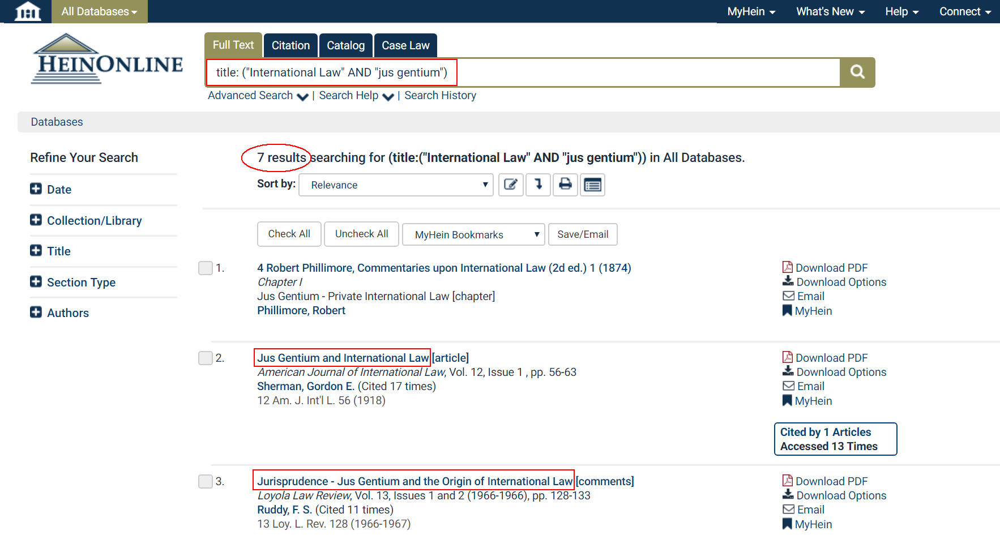 All Databases
MyHein
What's New
Help
Connect
HEINONLINE
Full Text
Citation
Catalog
Case Law
title: ("International Law" AND "jus gentium")
Advanced Search | Search Help | Search History
Databases
Refine Your Search
Date
Collection/Library
Title
Section Type
Authors
7 results searching for (title:("International Law" AND "jus gentium")) in All Databases.
Sort by: Relevance
Check All
Uncheck All
MyHein Bookmarks
Save/Email
1.
4 Robert Phillimore, Commentaries upon International Law (2d ed.) 1 (1874)
Chapter I
Jus Gentium - Private International Law [chapter]
Phillimore, Robert
Download PDF
Download Options
Email
MyHein
2.
Jus Gentium and International Law [article]
American Journal of International Law, Vol. 12, Issue 1 , pp. 56-63
Sherman, Gordon E. (Cited 17 times)
12 Am. J. Int'l L. 56 (1918)
Download PDF
Download Options
Email
MyHein
Cited by 1 Articles
Accessed 13 Times
3.
Jurisprudence - Jus Gentium and the Origin of International Law [comments]
Loyola Law Review, Vol. 13, Issues 1 and 2 (1966-1966), pp. 128-133
Ruddy, F. S. (Cited 11 times)
13 Loy. L. Rev. 128 (1966-1967)
Download PDF
Download Options
Email
MyHein